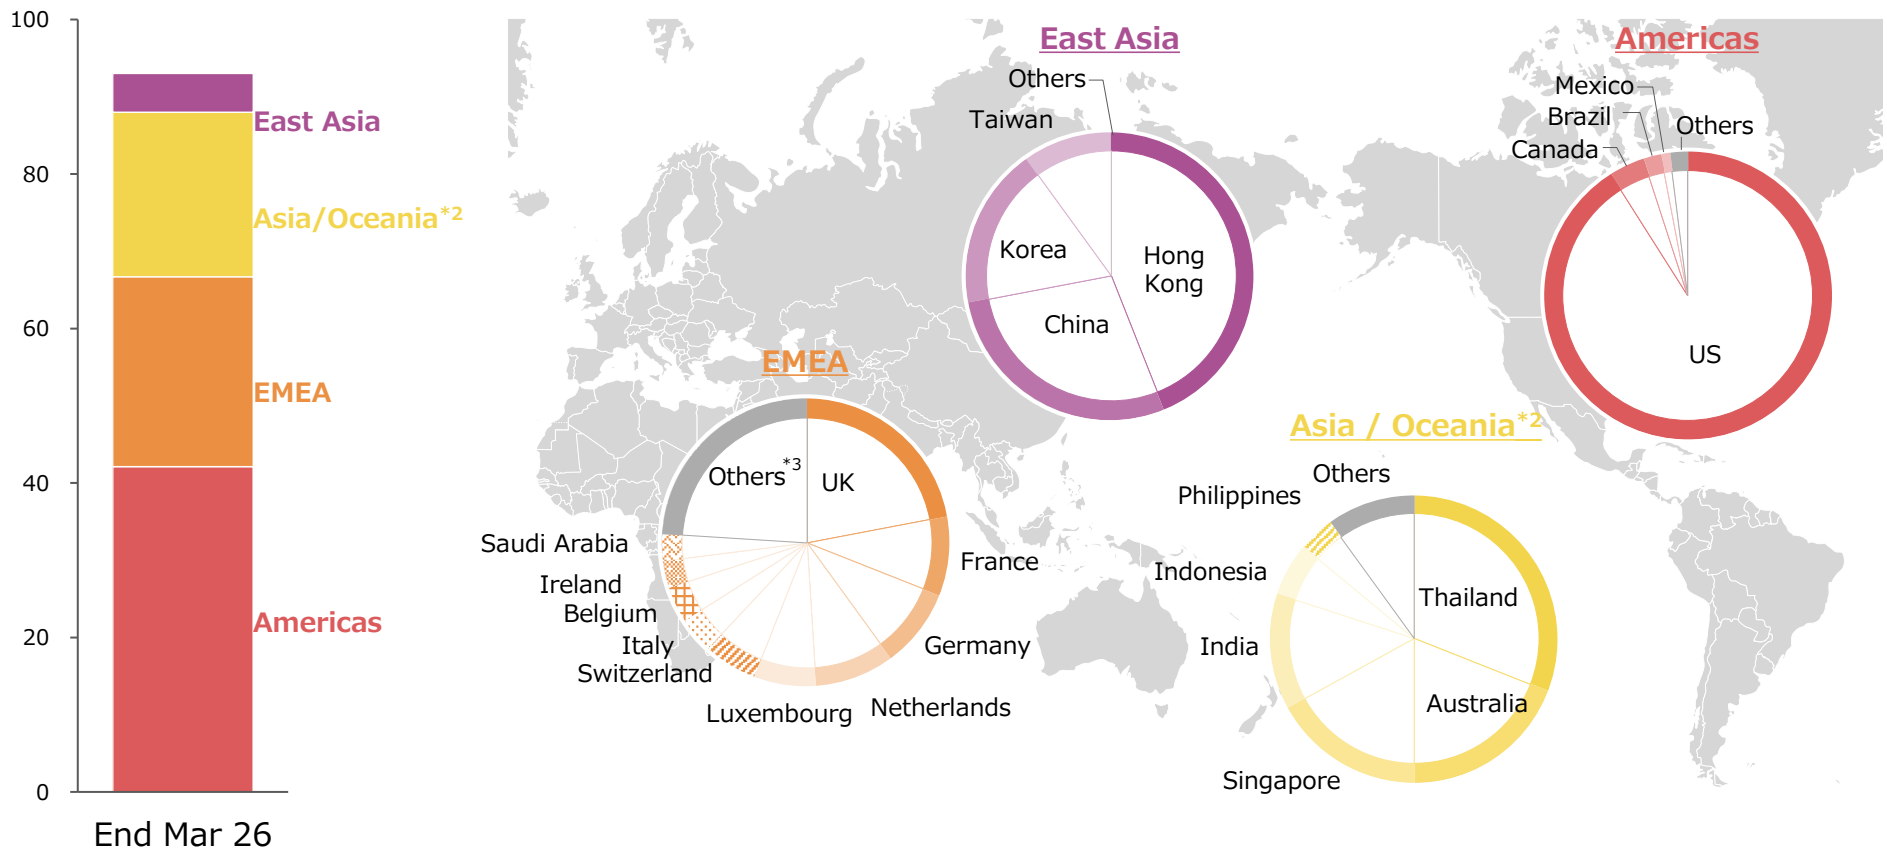 100
80
60
40
20
0
East Asia
Asia/Oceania*2
EMEA
Americas
End Mar 26
East Asia
Others
Taiwan
Korea
Hong
Kong
China
Americas
Mexico
Brazil
Others
Canada
US
EMEA
Others*3
UK
Saudi Arabia
France
Ireland
Belgium
Italy
Germany
Switzerland
Luxembourg
Netherlands
Asia / Oceania*2
Others
Philippines
Indonesia
Thailand
India
Australia
Singapore